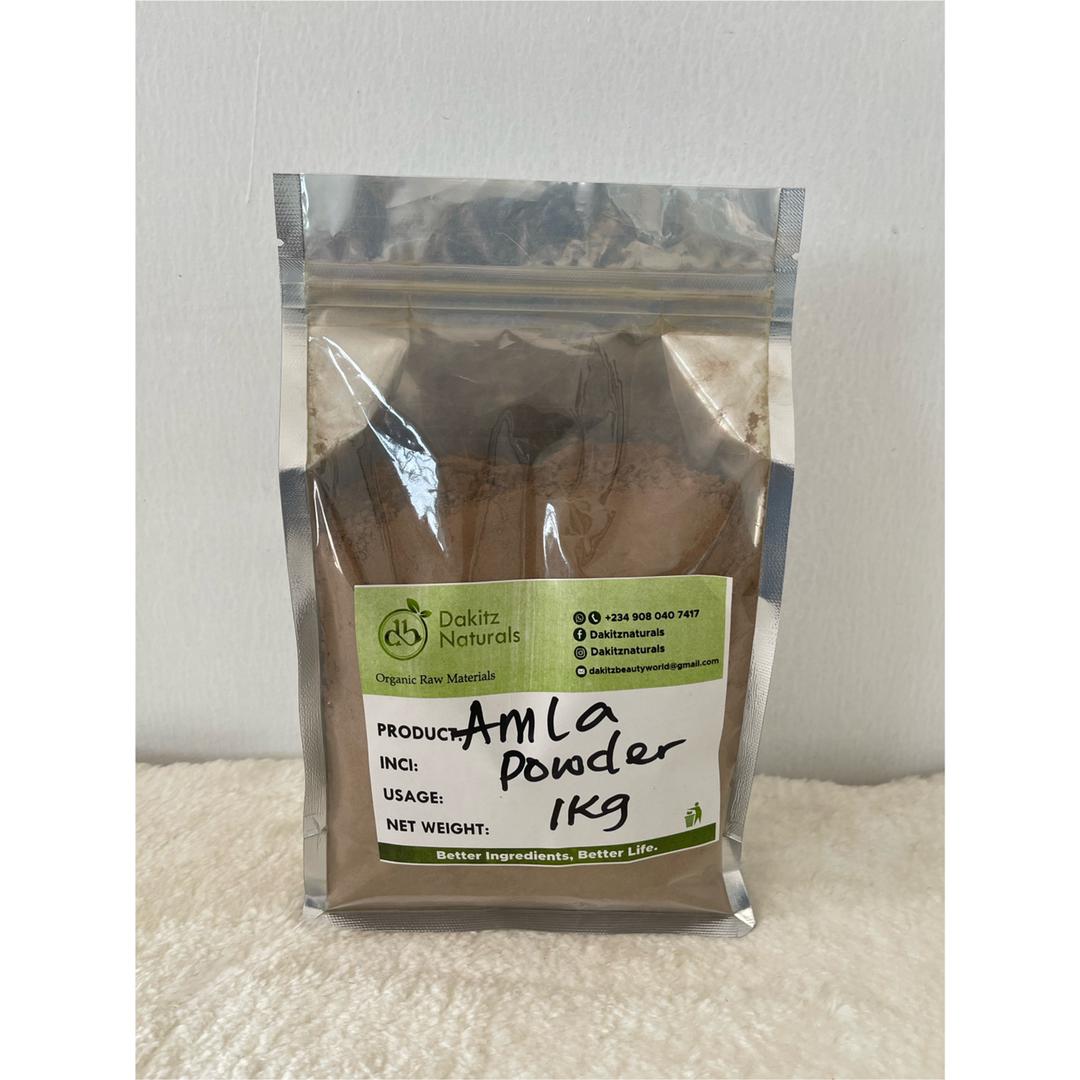 db
Dakitz
Naturals
Organic Raw Materials
+234 908 040 7417
Dakitznaturals
Dakitznaturals
dakitzbeautyworld@gmail.com
PRODUCT: Amla
INCI: Powder
USAGE:
NET WEIGHT: 1kg
Better Ingredients, Better Life.